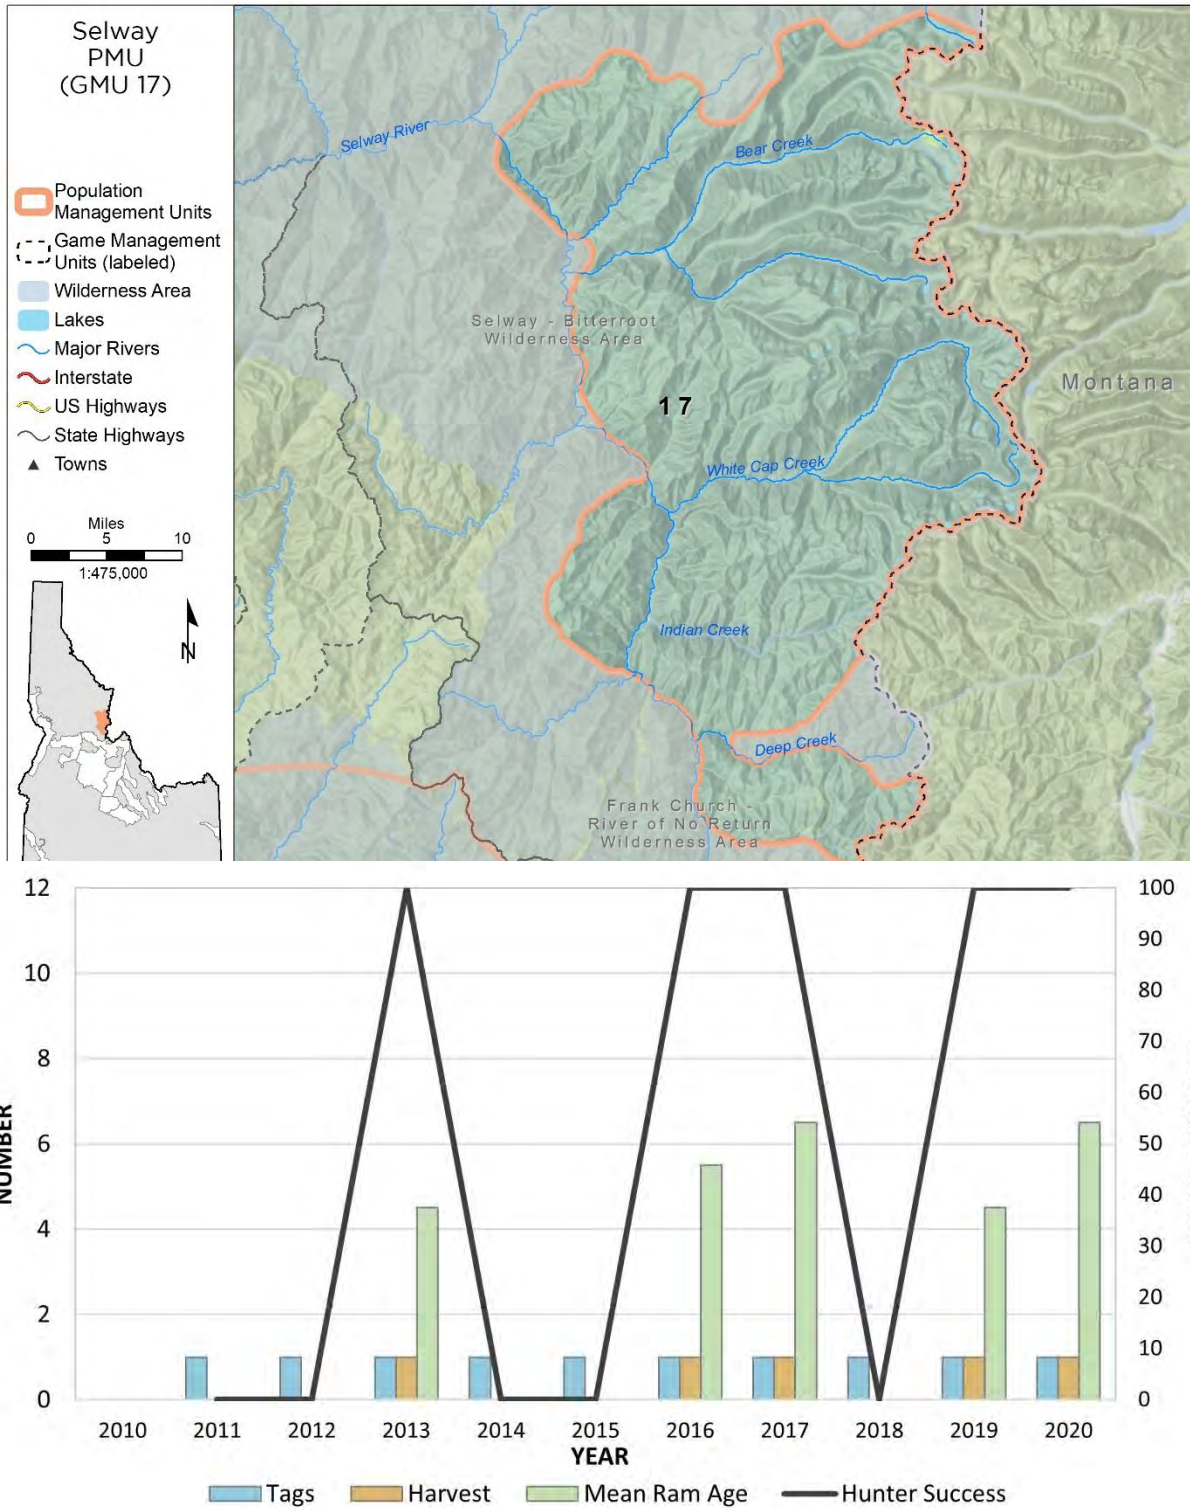 Selway
PMU
(GMU 17)
Population
Management Units
Game Management
Units (labeled)
Wilderness Area
Lakes
Major Rivers
Interstate
US Highways
State Highways
Towns
Miles
0 5 10
1:475,000
N
Selway River
Bear Creek
Selway - Bitterroot
Wilderness Area
17
Montana
White Cap Creek
Indian Creek
Deep Creek
Frank Church -
River of No Return
Wilderness Area
12
10
8
6
4
2
0
NUMBER
100
90
80
70
60
50
40
30
20
10
0
2010 2011 2012 2013 2014 2015 2016 2017 2018 2019 2020
YEAR
Tags Harvest Mean Ram Age Hunter Success